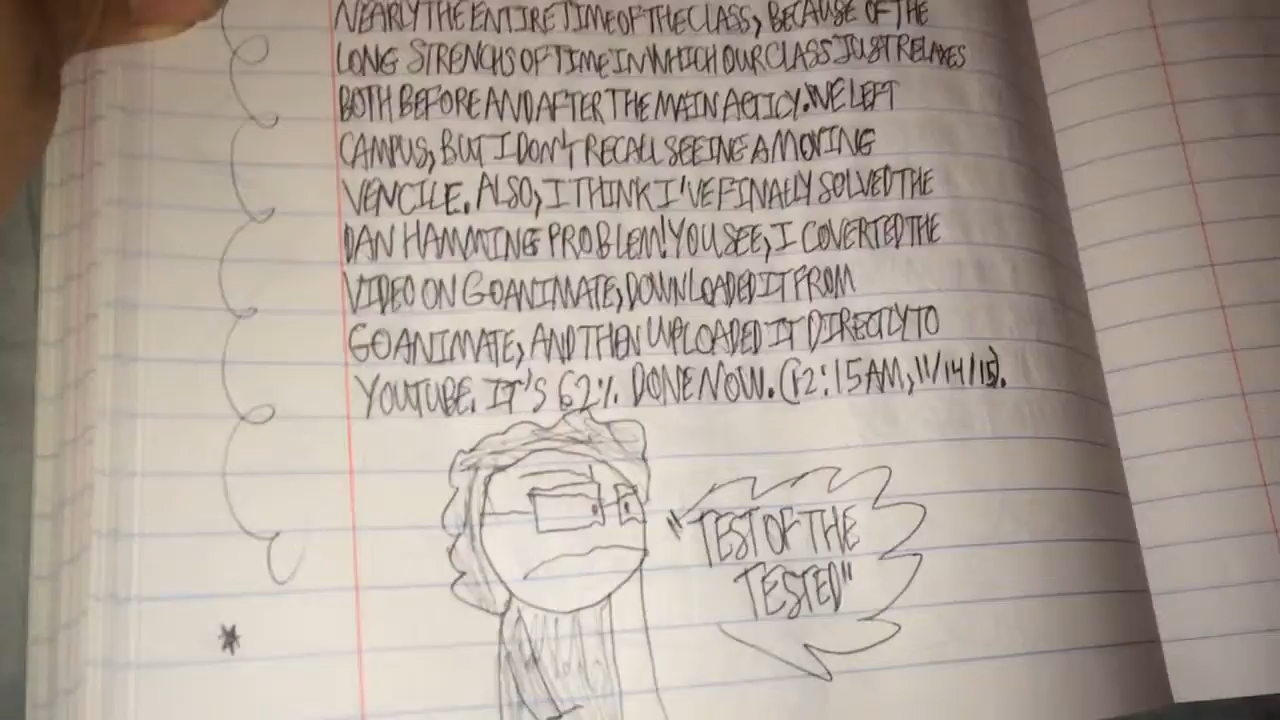 NEARLY THE ENTIRE TIME OF THE CLASS, BECAUSE OF THE
LONG STRENCHS OF TIME IN WHICH OUR CLASS JUST RELAXES
BOTH BEFORE AND AFTER THE MAIN ACTICY. WE LEFT
CAMPUS, BUT I DON'T RECALL SEEING A MOVING
VENCILE. ALSO, I THINK I'VE FINALLY SOLVED THE
DAN HAMMING PROBLEM! YOU SEE, I COVERTED THE
VIDEO ON GOANIMATE, DOWNLOADED IT FROM
GOANIMATE, AND THEN UPLOADED IT DIRECTLY TO
YOUTUBE. IT'S 62%. DONE NOW. (12:15AM, 11/14/15).
"TEST OF THE
TESTED"